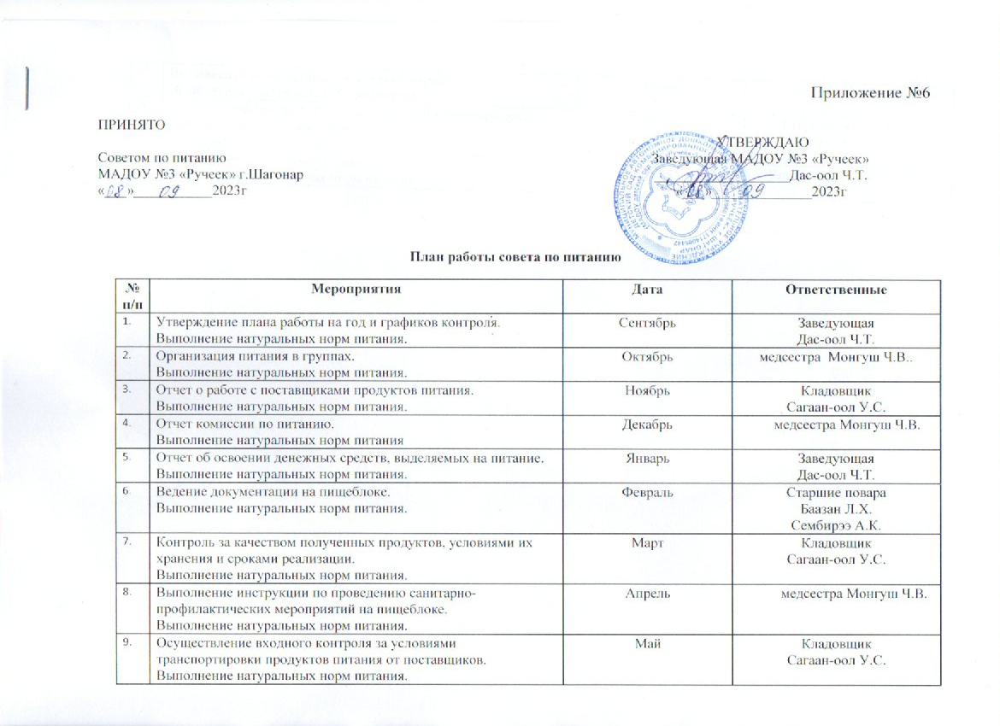 Приложение №6
ПРИНЯТО
УТВЕРЖДАЮ
Советом по питанию
Заведующая МАДОУ №3 «Ручеек»
МАДОУ №3 «Ручеек» г.Шагонар
Дас-оол Ч.Т.
«08»____09____2023г
«08»____09____2023г
План работы совета по питанию
№ п/п Мероприятия Дата Ответственные
1. Утверждение плана работы на год и графиков контроля. Сентябрь Заведующая
Выполнение натуральных норм питания. Дас-оол Ч.Т.
2. Организация питания в группах. Октябрь медсестра Монгуш Ч.В..
Выполнение натуральных норм питания.
3. Отчет о работе с поставщиками продуктов питания. Ноябрь Кладовщик
Выполнение натуральных норм питания. Сагаан-оол У.С.
4. Отчет комиссии по питанию. Декабрь медсестра Монгуш Ч.В.
Выполнение натуральных норм питания
5. Отчет об освоении денежных средств, выделяемых на питание. Январь Заведующая
Выполнение натуральных норм питания. Дас-оол Ч.Т.
6. Ведение документации на пищеблоке. Февраль Старшие повара
Выполнение натуральных норм питания. Баазан Л.Х.
Сембирээ А.К.
7. Контроль за качеством полученных продуктов, условиями их Март Кладовщик
хранения и сроками реализации. Сагаан-оол У.С.
Выполнение натуральных норм питания.
8. Выполнение инструкции по проведению санитарно- Апрель медсестра Монгуш Ч.В.
профилактических мероприятий на пищеблоке.
Выполнение натуральных норм питания.
9. Осуществление входного контроля за условиями Май Кладовщик
транспортировки продуктов питания от поставщиков. Сагаан-оол У.С.
Выполнение натуральных норм питания.